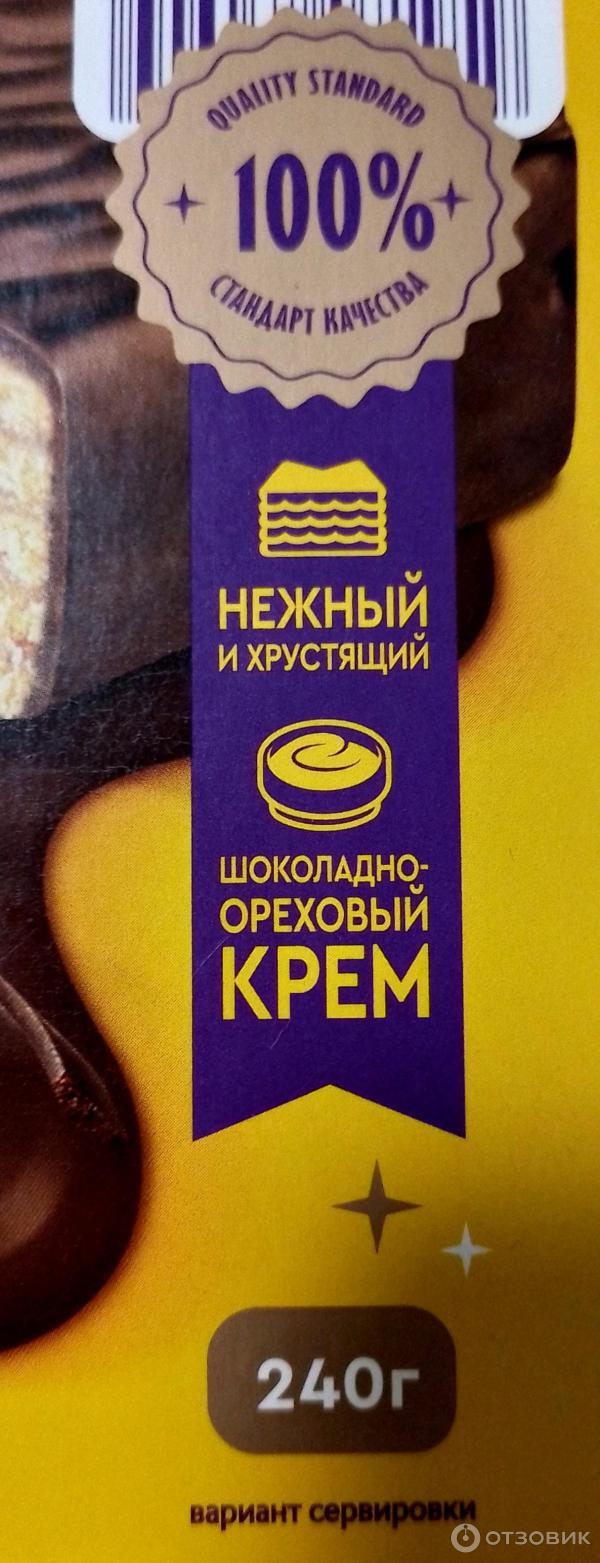 QUALITY STANDARD
100%
СТАНДАРТ КАЧЕСТВА
НЕЖНЫЙ
И ХРУСТЯЩИЙ
ШОКОЛАДНО-
ОРЕХОВЫЙ
КРЕМ
240г
вариант сервировки
ОТЗОВИК